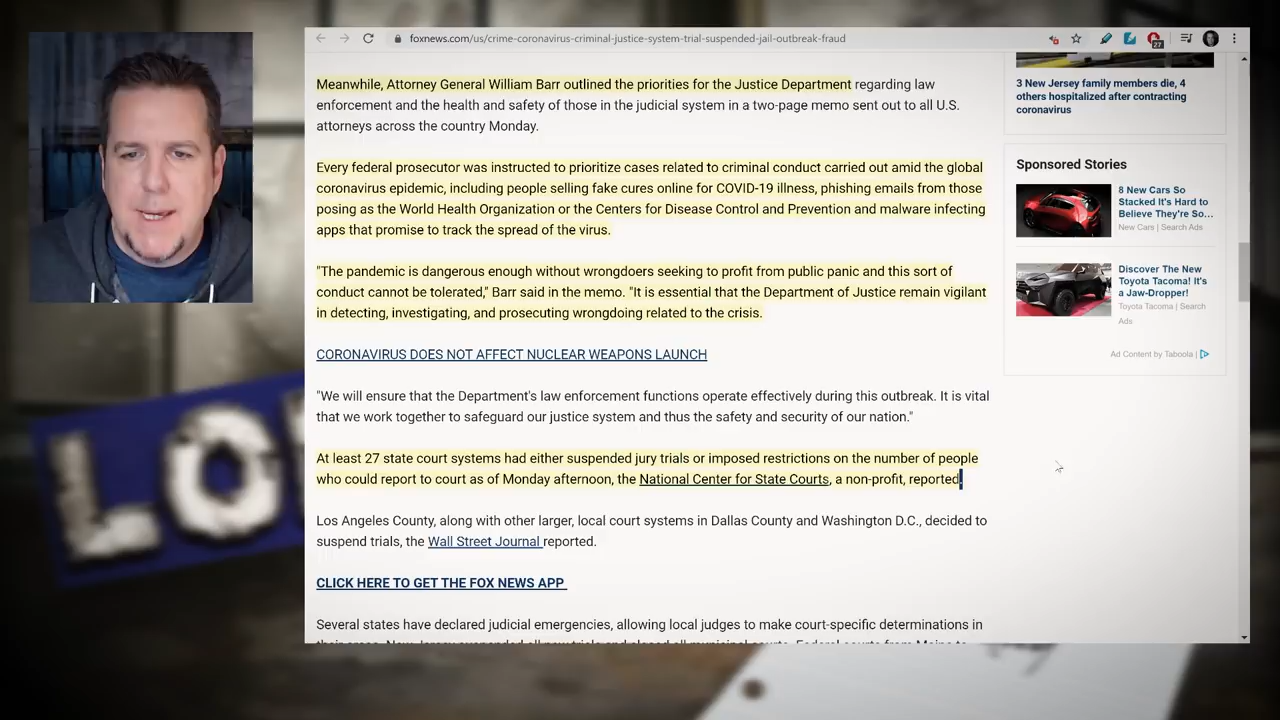 foxnews.com/us/crime-coronavirus-criminal-justice-system-trial-suspended-jail-outbreak-fraud
27
Meanwhile, Attorney General William Barr outlined the priorities for the Justice Department regarding law
enforcement and the health and safety of those in the judicial system in a two-page memo sent out to all U.S.
attorneys across the country Monday.
Every federal prosecutor was instructed to prioritize cases related to criminal conduct carried out amid the global
coronavirus epidemic, including people selling fake cures online for COVID-19 illness, phishing emails from those
posing as the World Health Organization or the Centers for Disease Control and Prevention and malware infecting
apps that promise to track the spread of the virus.
"The pandemic is dangerous enough without wrongdoers seeking to profit from public panic and this sort of
conduct cannot be tolerated," Barr said in the memo. "It is essential that the Department of Justice remain vigilant
in detecting, investigating, and prosecuting wrongdoing related to the crisis.
CORONAVIRUS DOES NOT AFFECT NUCLEAR WEAPONS LAUNCH
"We will ensure that the Department's law enforcement functions operate effectively during this outbreak. It is vital
that we work together to safeguard our justice system and thus the safety and security of our nation."
At least 27 state court systems had either suspended jury trials or imposed restrictions on the number of people
who could report to court as of Monday afternoon, the National Center for State Courts, a non-profit, reported.
Los Angeles County, along with other larger, local court systems in Dallas County and Washington D.C., decided to
suspend trials, the Wall Street Journal reported.
CLICK HERE TO GET THE FOX NEWS APP
Several states have declared judicial emergencies, allowing local judges to make court-specific determinations in
3 New Jersey family members die, 4
others hospitalized after contracting
coronavirus
Sponsored Stories
8 New Cars So
Stacked It's Hard to
Believe They're So…
New Cars | Search Ads
Discover The New
Toyota Tacoma! It's
a Jaw-Dropper!
Toyota Tacoma | Search
Ads
Ad Content by Taboola |
LO